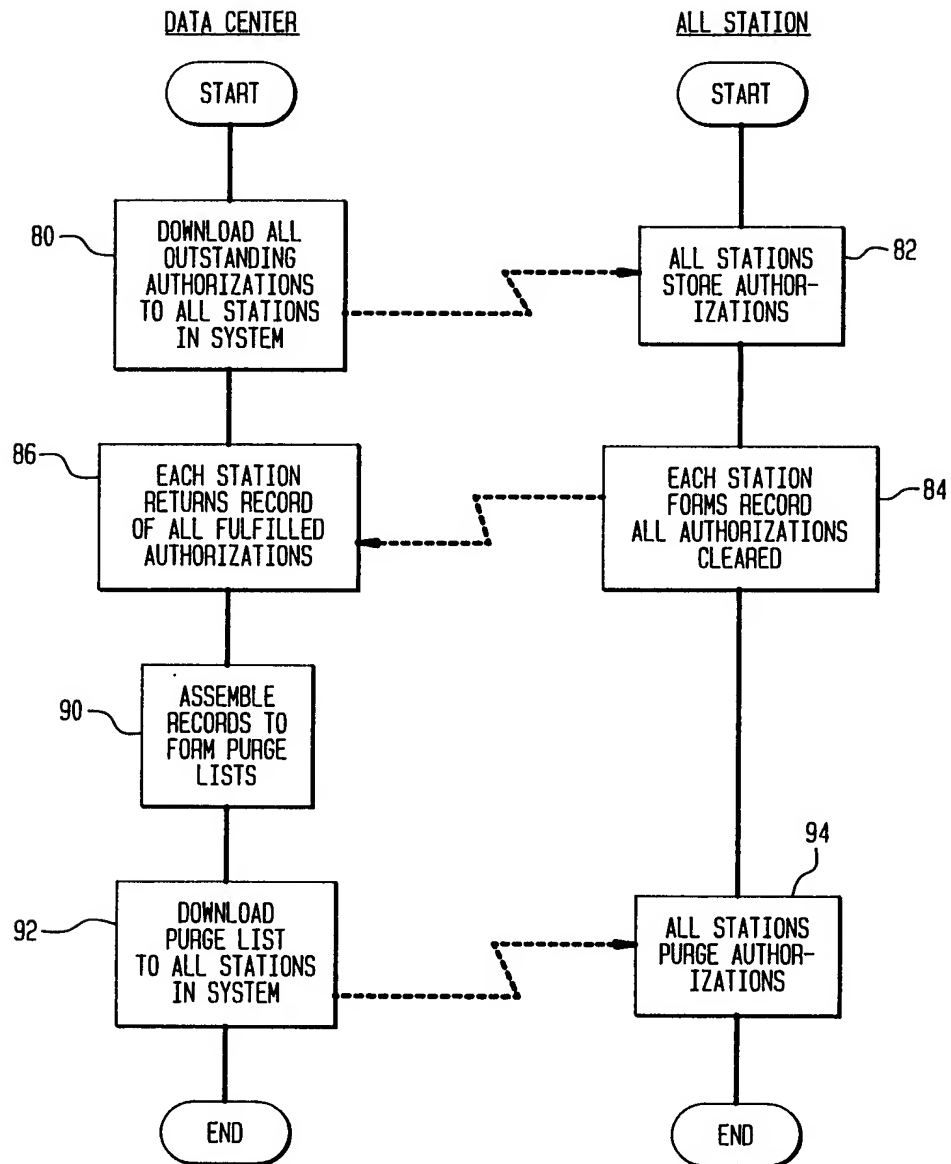 DATA CENTER
ALL STATION
START
START
80
DOWNLOAD ALL
OUTSTANDING
AUTHORIZATIONS
TO ALL STATIONS
IN SYSTEM
82
ALL STATIONS
STORE AUTHOR-
IZATIONS
86
EACH STATION
RETURNS RECORD
OF ALL FULFILLED
AUTHORIZATIONS
84
EACH STATION
FORMS RECORD
ALL AUTHORIZATIONS
CLEARED
90
ASSEMBLE
RECORDS TO
FORM PURGE
LISTS
92
DOWNLOAD
PURGE LIST
TO ALL STATIONS
IN SYSTEM
94
ALL STATIONS
PURGE AUTHOR-
IZATIONS
END
END